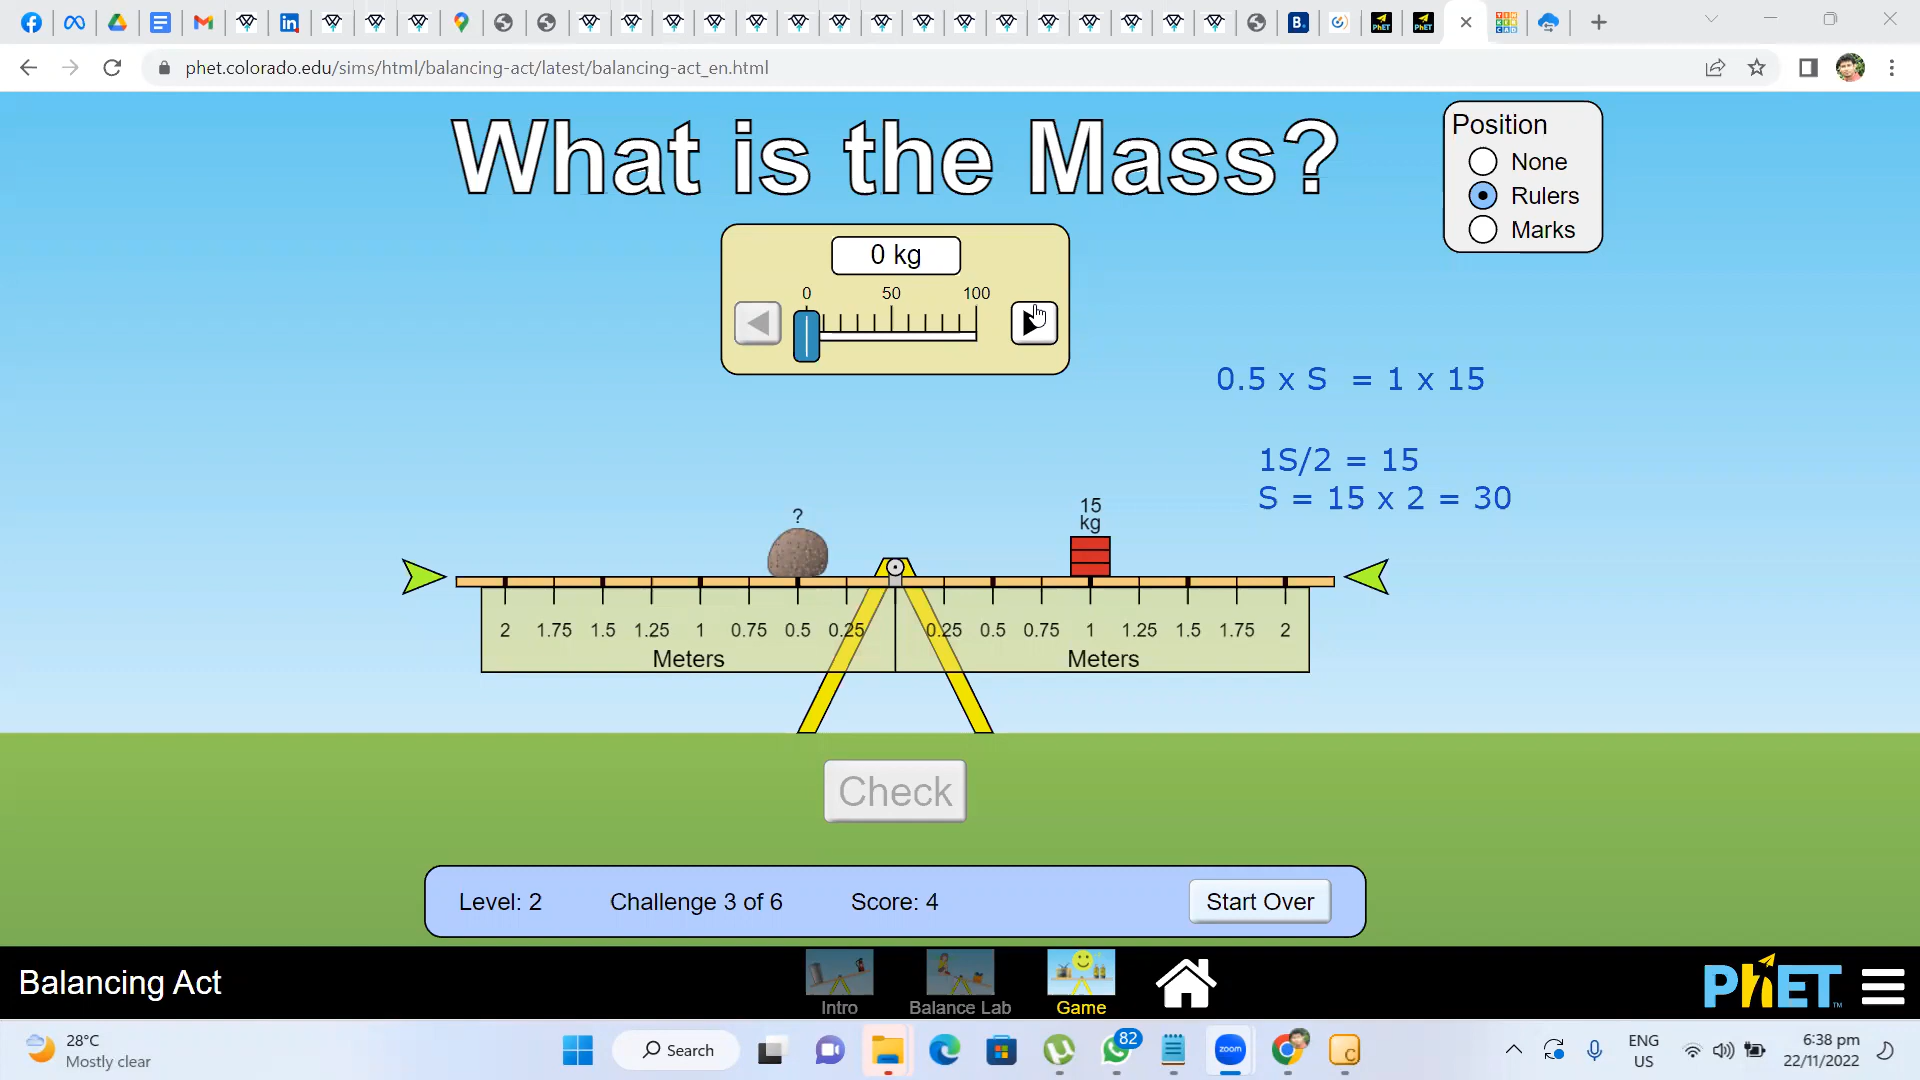 phet.colorado.edu/sims/html/balancing-act/latest/balancing-act_en.html
What is the Mass?
Position
None
Rulers
Marks
0 kg
0 50 100
0.5 x S = 1 x 15
1S/2 = 15
S = 15 x 2 = 30
?
15
kg
2 1.75 1.5 1.25 1 0.75 0.5 0.25 0.25 0.5 0.75 1 1.25 1.5 1.75 2
Meters Meters
Check
Level: 2 Challenge 3 of 6 Score: 4 Start Over
Balancing Act
Intro Balance Lab Game
PhET
28°C
Mostly clear
Search
82
zoom
C
ENG
US
6:38 pm
22/11/2022